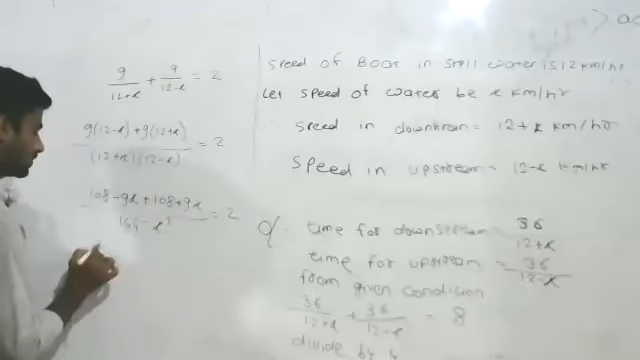 9/12+x + 9/12-x = 2
9(12-x)+9(12+x)/(12+x)(12-x) = 2
108-9x+108+9x/144-x² = 2
speed of Boat in still water is 12 km/hr
Let speed of water be x km/hr
speed in downstream = 12+x km/hr
speed in upstream = 12-x km/hr
time for downstream = 36/12+x
time for upstream = 36/12-x
from given condition
36/12+x + 36/12-x = 8
divide by 4